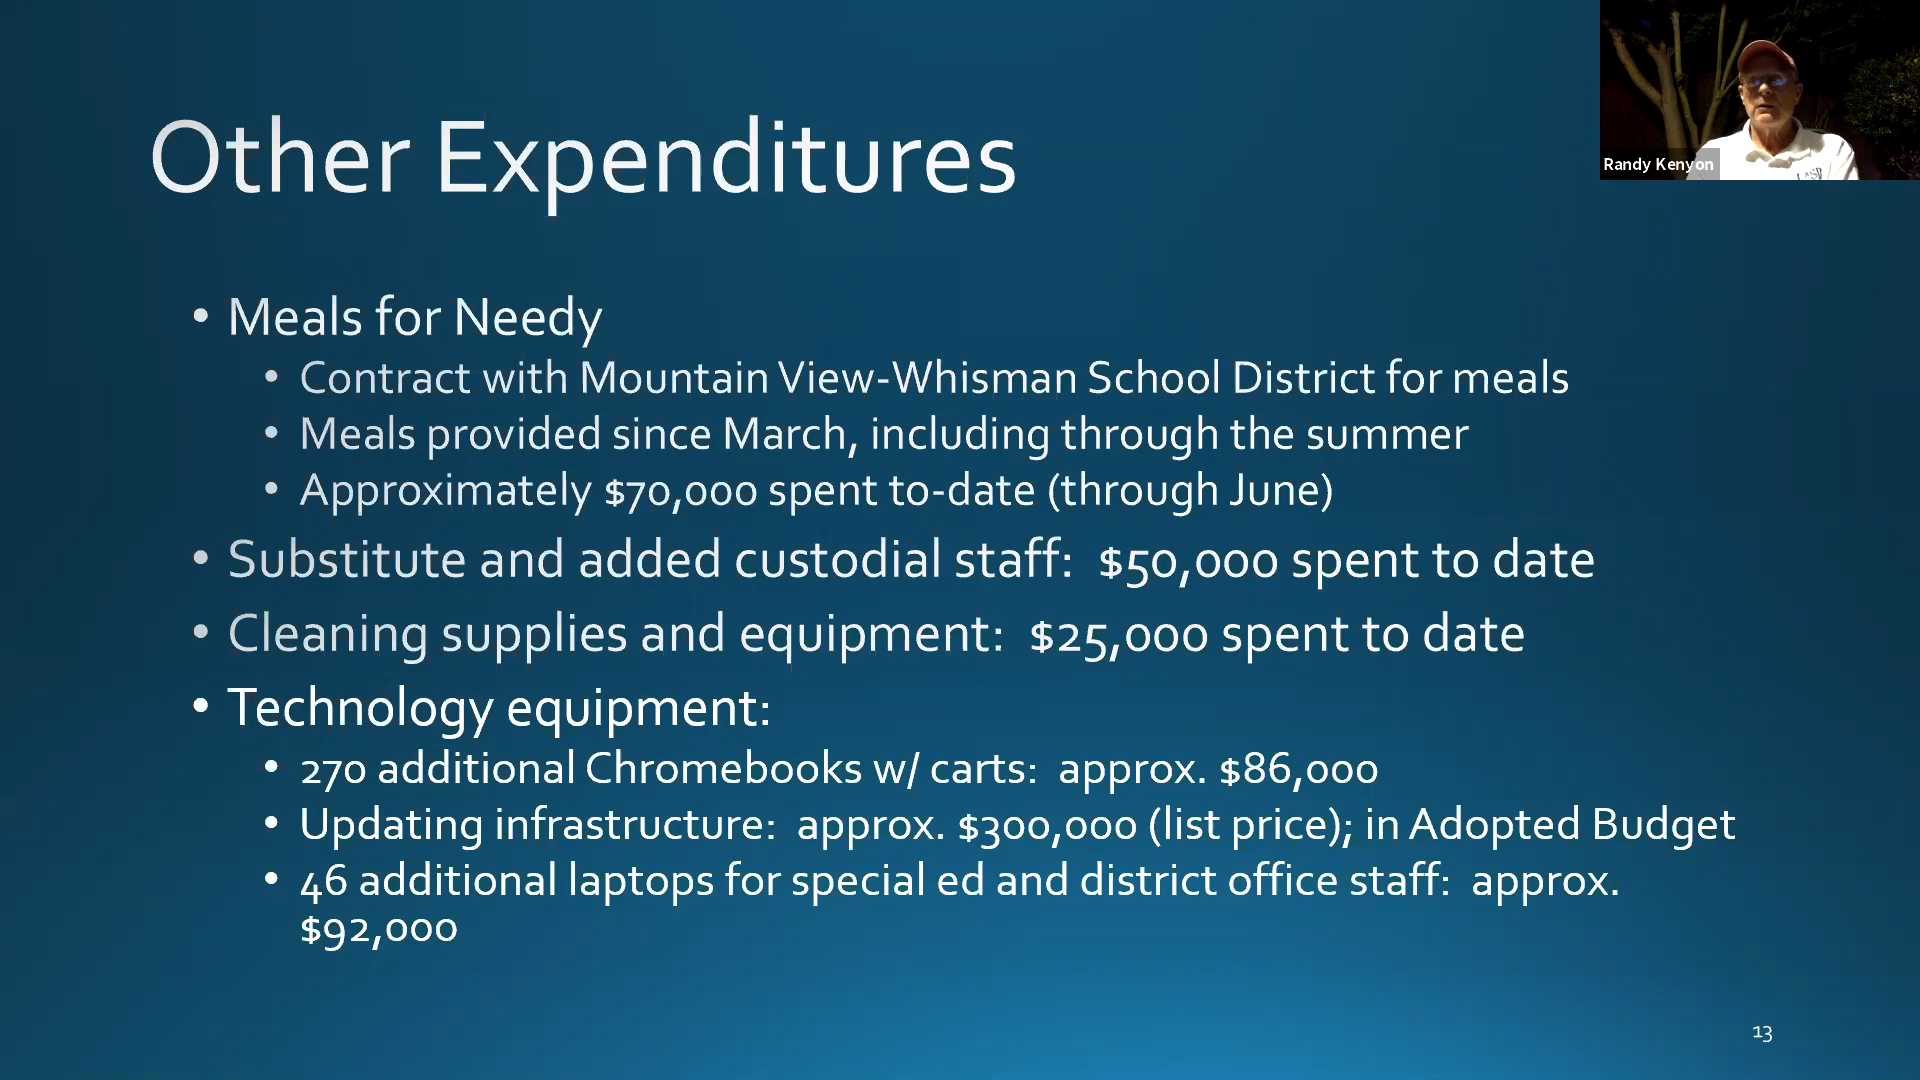 Other Expenditures
Randy Kenyon
• Meals for Needy
• Contract with Mountain View-Whisman School District for meals
• Meals provided since March, including through the summer
• Approximately $70,000 spent to-date (through June)
• Substitute and added custodial staff:  $50,000 spent to date
• Cleaning supplies and equipment:  $25,000 spent to date
• Technology equipment:
• 270 additional Chromebooks w/ carts:  approx. $86,000
• Updating infrastructure:  approx. $300,000 (list price); in Adopted Budget
• 46 additional laptops for special ed and district office staff:  approx.
$92,000
13